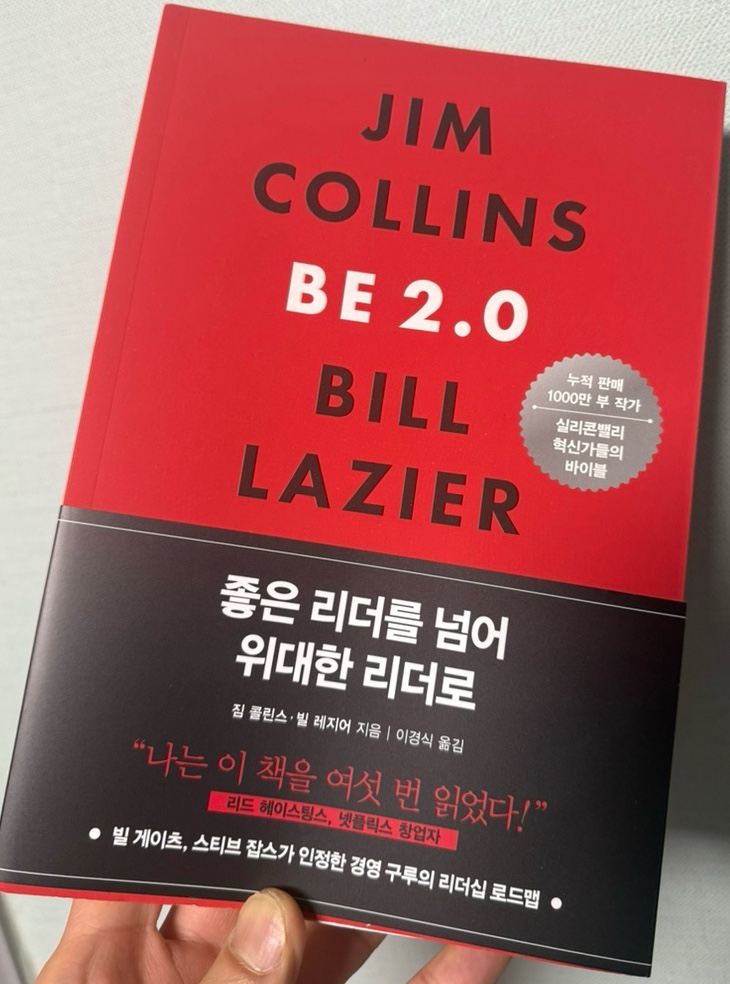 JIM
COLLINS
BE 2.0
BILL
LAZIER
누적 판매
1000만 부 작가
실리콘밸리
혁신가들의
바이블
좋은 리더를 넘어
위대한 리더로
짐 콜린스·빌 레지어 지음 | 이경식 옮김
“나는 이 책을 여섯 번 읽었다!”
리드 헤이스팅스, 넷플릭스 창업자
• 빌 게이츠, 스티브 잡스가 인정한 경영 구루의 리더십 로드맵 •